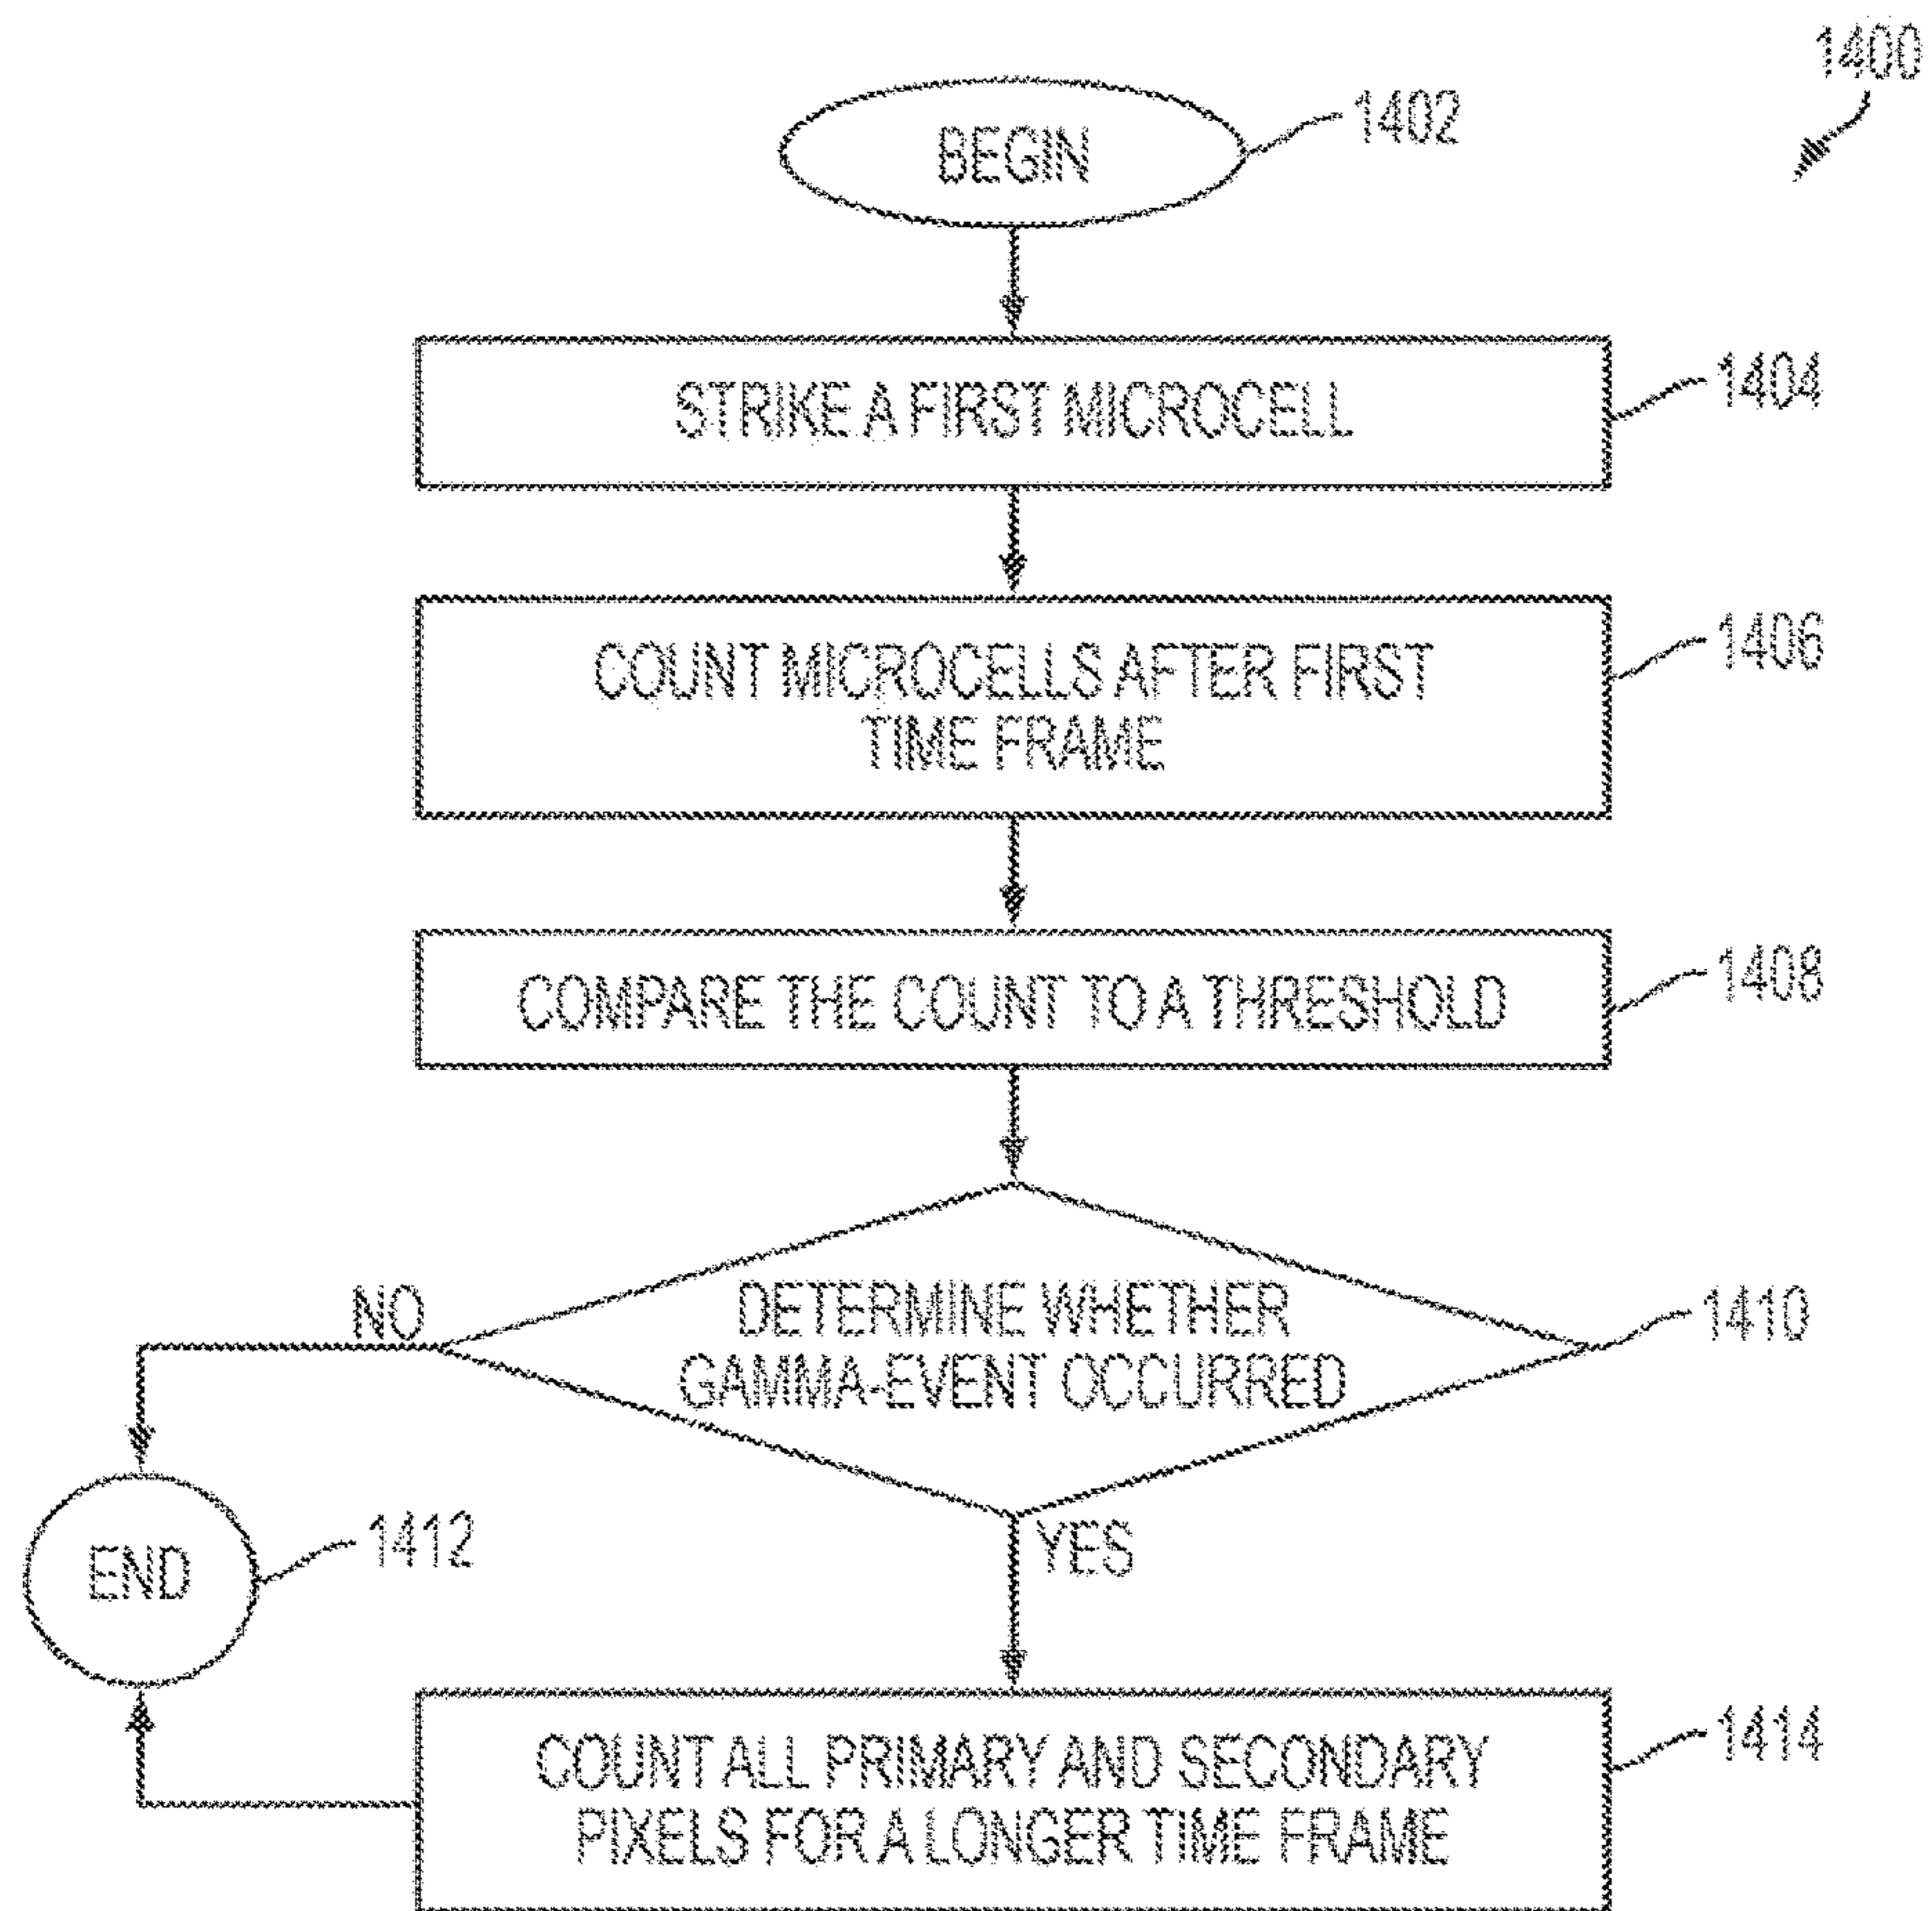 1400
BEGIN
1402
STRIKE A FIRST MICROCELL
1404
COUNT MICROCELLS AFTER FIRST
TIME FRAME
1406
COMPARE THE COUNT TO A THRESHOLD
1408
DETERMINE WHETHER
GAMMA-EVENT OCCURRED
1410
NO
YES
END
1412
COUNT ALL PRIMARY AND SECONDARY
PIXELS FOR A LONGER TIME FRAME
1414